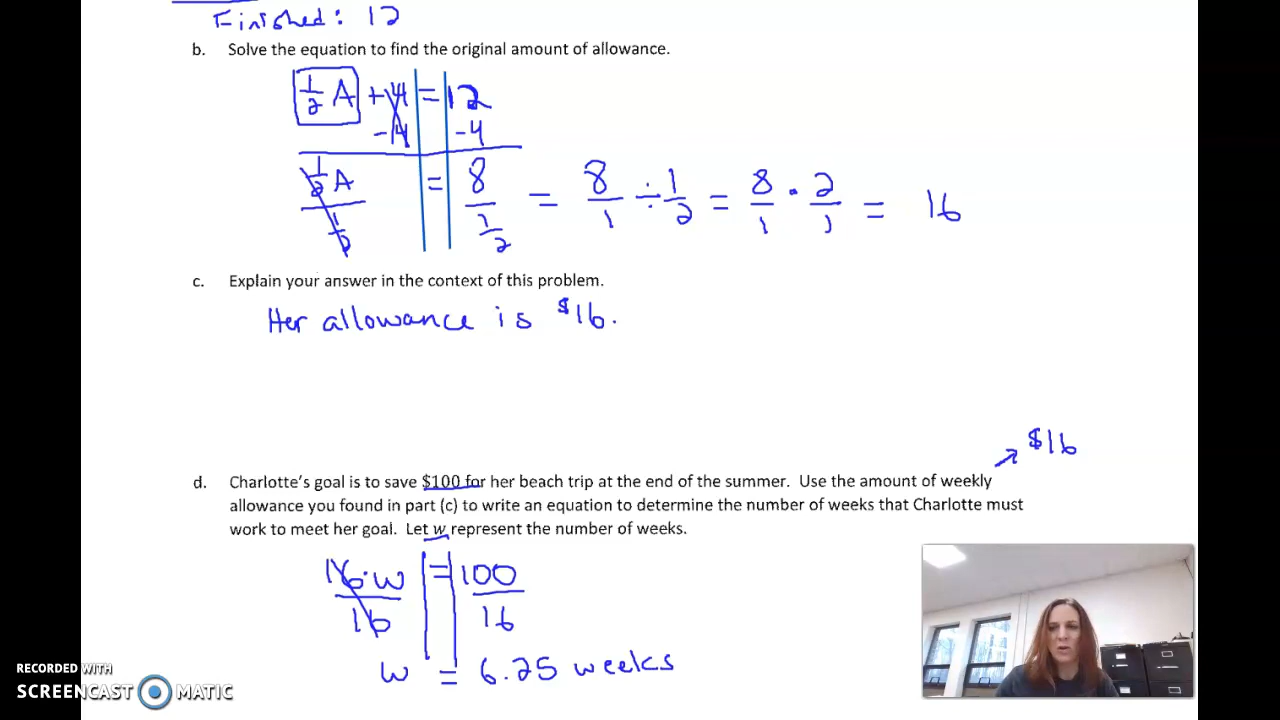 Finished: 12
b. Solve the equation to find the original amount of allowance.
1/2 A + 4 = 12
-4 -4
1/2 A / 1/2 = 8 / 1/2 = 8/1 ÷ 1/2 = 8/1 · 2/1 = 16
c. Explain your answer in the context of this problem.
Her allowance is $16.
$16
d. Charlotte's goal is to save $100 for her beach trip at the end of the summer. Use the amount of weekly
allowance you found in part (c) to write an equation to determine the number of weeks that Charlotte must
work to meet her goal. Let w represent the number of weeks.
16·w = 100
16 16
w = 6.25 weeks
RECORDED WITH
SCREENCAST MATIC